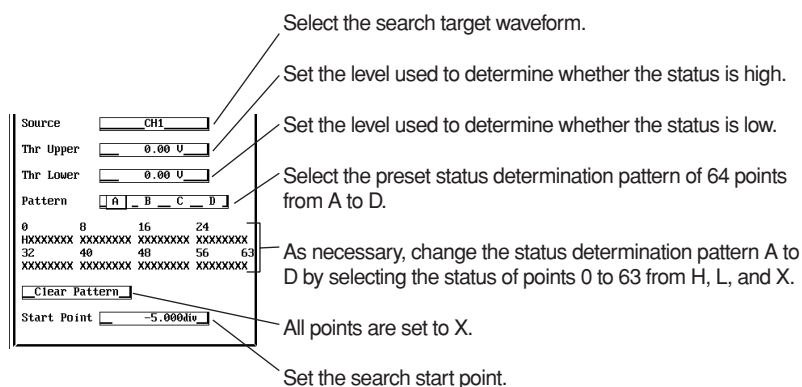 Select the search target waveform.
Set the level used to determine whether the status is high.
Set the level used to determine whether the status is low.
Select the preset status determination pattern of 64 points
from A to D.
As necessary, change the status determination pattern A to
D by selecting the status of points 0 to 63 from H, L, and X.
All points are set to X.
Set the search start point.
Source CH1
Thr Upper 0.00 V
Thr Lower 0.00 V
Pattern A B C D
0 8 16 24
HXXXXXXX XXXXXXXX XXXXXXXX XXXXXXXX
32 40 48 56 63
XXXXXXXX XXXXXXXX XXXXXXXX XXXXXXXX
Clear Pattern
Start Point -5.000div